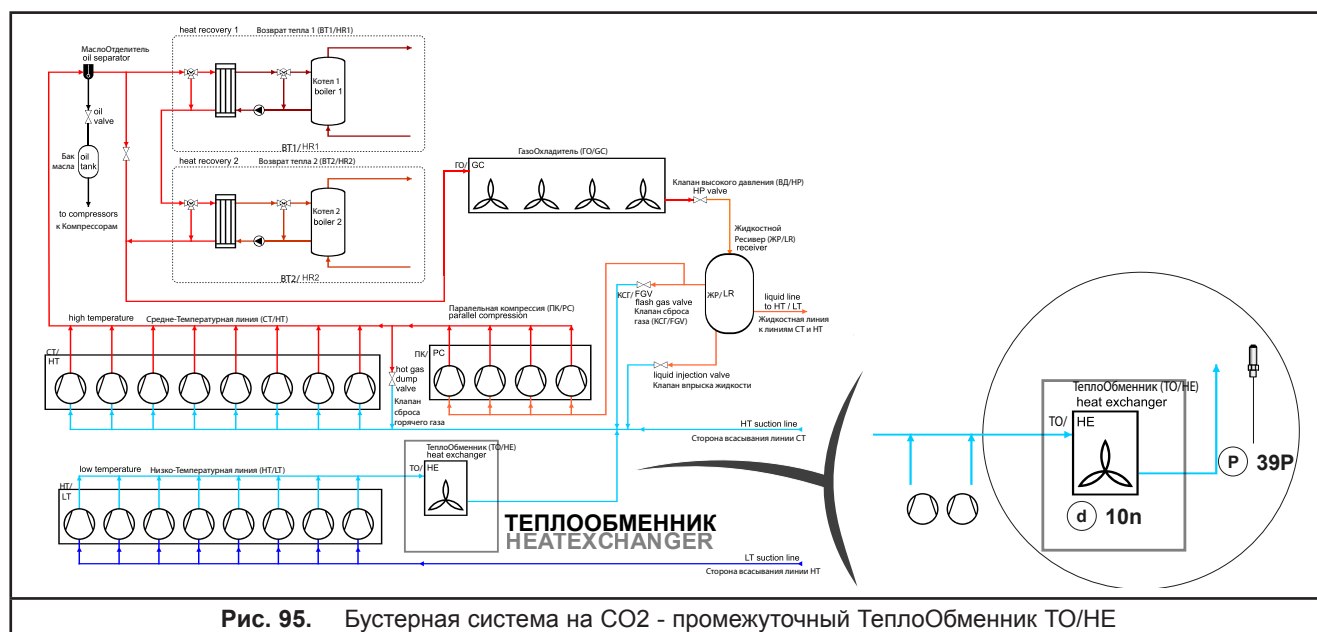 heat recovery 1 Возврат тепла 1 (ВТ1/HR1)
МаслоОтделитель
oil separator
Котел 1
boiler 1
oil
valve
Бак
масла
oil
tank
ВТ1/ HR1
heat recovery 2 Возврат тепла 2 (ВТ2/HR2)
Котел 2
boiler 2
to compressors
к Компрессорам
ВТ2/ HR2
ГазоОхладитель (ГО/GC)
ГО/ GC
Клапан высокого давления (ВД/HP)
HP valve
Жидкостной
Ресивер (ЖР/LR)
receiver
КСГ/ FGV
flash gas valve
Клапан сброса
газа (КСГ/FGV)
ЖР/ LR
liquid line
to HT / LT
Жидкостная линия
к линиям СТ и НТ
high temperature Средне-Температурная линия (СТ/HT)
Паралельная компрессия (ПК/PC)
parallel compression
СТ/
HT
ПК/ PC
hot gas
dump
valve
Клапан
сброса
горячего газа
liquid injection valve
Клапан впрыска жидкости
HT suction line
Сторона всасывания линии СТ
low temperature Низко-Температурная линия (НТ/LT)
ТеплоОбменник (ТО/HE)
heat exchanger
ТО/ HE
НТ/
LT
ТЕПЛООБМЕННИК
HEATEXCHANGER
LT suction line
Сторона всасывания линии НТ
ТеплоОбменник (ТО/HE)
heat exchanger
ТО/ HE
P 39P
d 10n
Рис. 95. Бустерная система на СО2 - промежуточный ТеплоОбменник ТО/НЕ